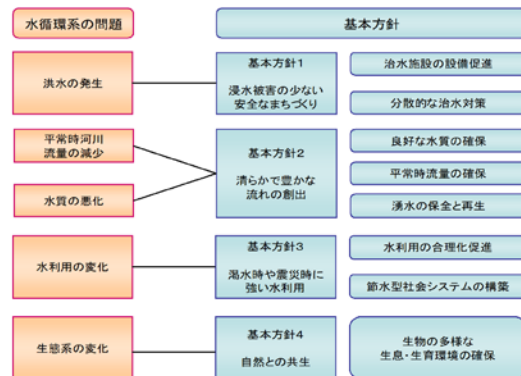 水循環系の問題
基本方針
洪水の発生
基本方針1
浸水被害の少ない
安全なまちづくり
治水施設の設備促進
分散的な治水対策
平常時河川
流量の減少
水質の悪化
基本方針2
清らかで豊かな
流れの創出
良好な水質の確保
平常時流量の確保
湧水の保全と再生
水利用の変化
基本方針3
渇水時や震災時に
強い水利用
水利用の合理化促進
節水型社会システムの構築
生態系の変化
基本方針4
自然との共生
生物の多様な
生息・生育環境の確保